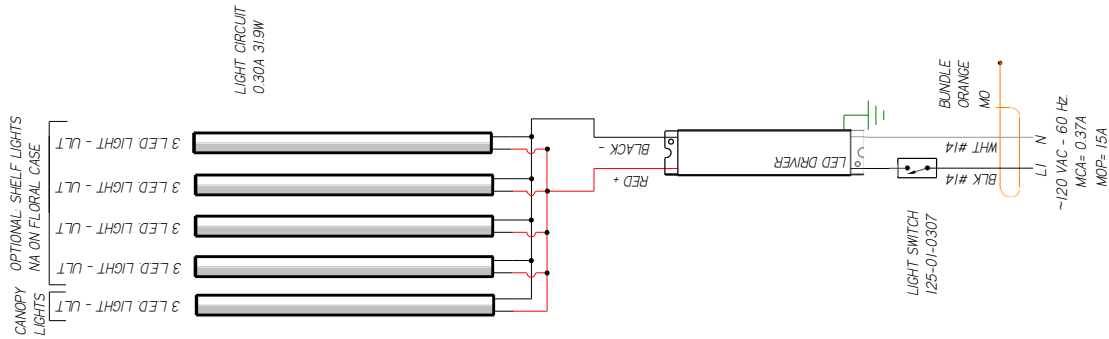 LIGHT CIRCUIT
0.30A 31.9W
OPTIONAL: SHELF LIGHTS
NA ON FLORAL CASE
CANOPY
LIGHTS
3 LED. LIGHT - ULT
3 LED. LIGHT - ULT
3 LED. LIGHT - ULT
3 LED. LIGHT - ULT
3 LED. LIGHT - ULT
BLACK -
RED +
LED DRIVER
LIGHT SWITCH
125-01-0307
BUNDLE
ORANGE
MO
WHT #14
BLK #14
N
L1
~120 VAC - 60 Hz.
MCA= 0.37A
MOP= 15A